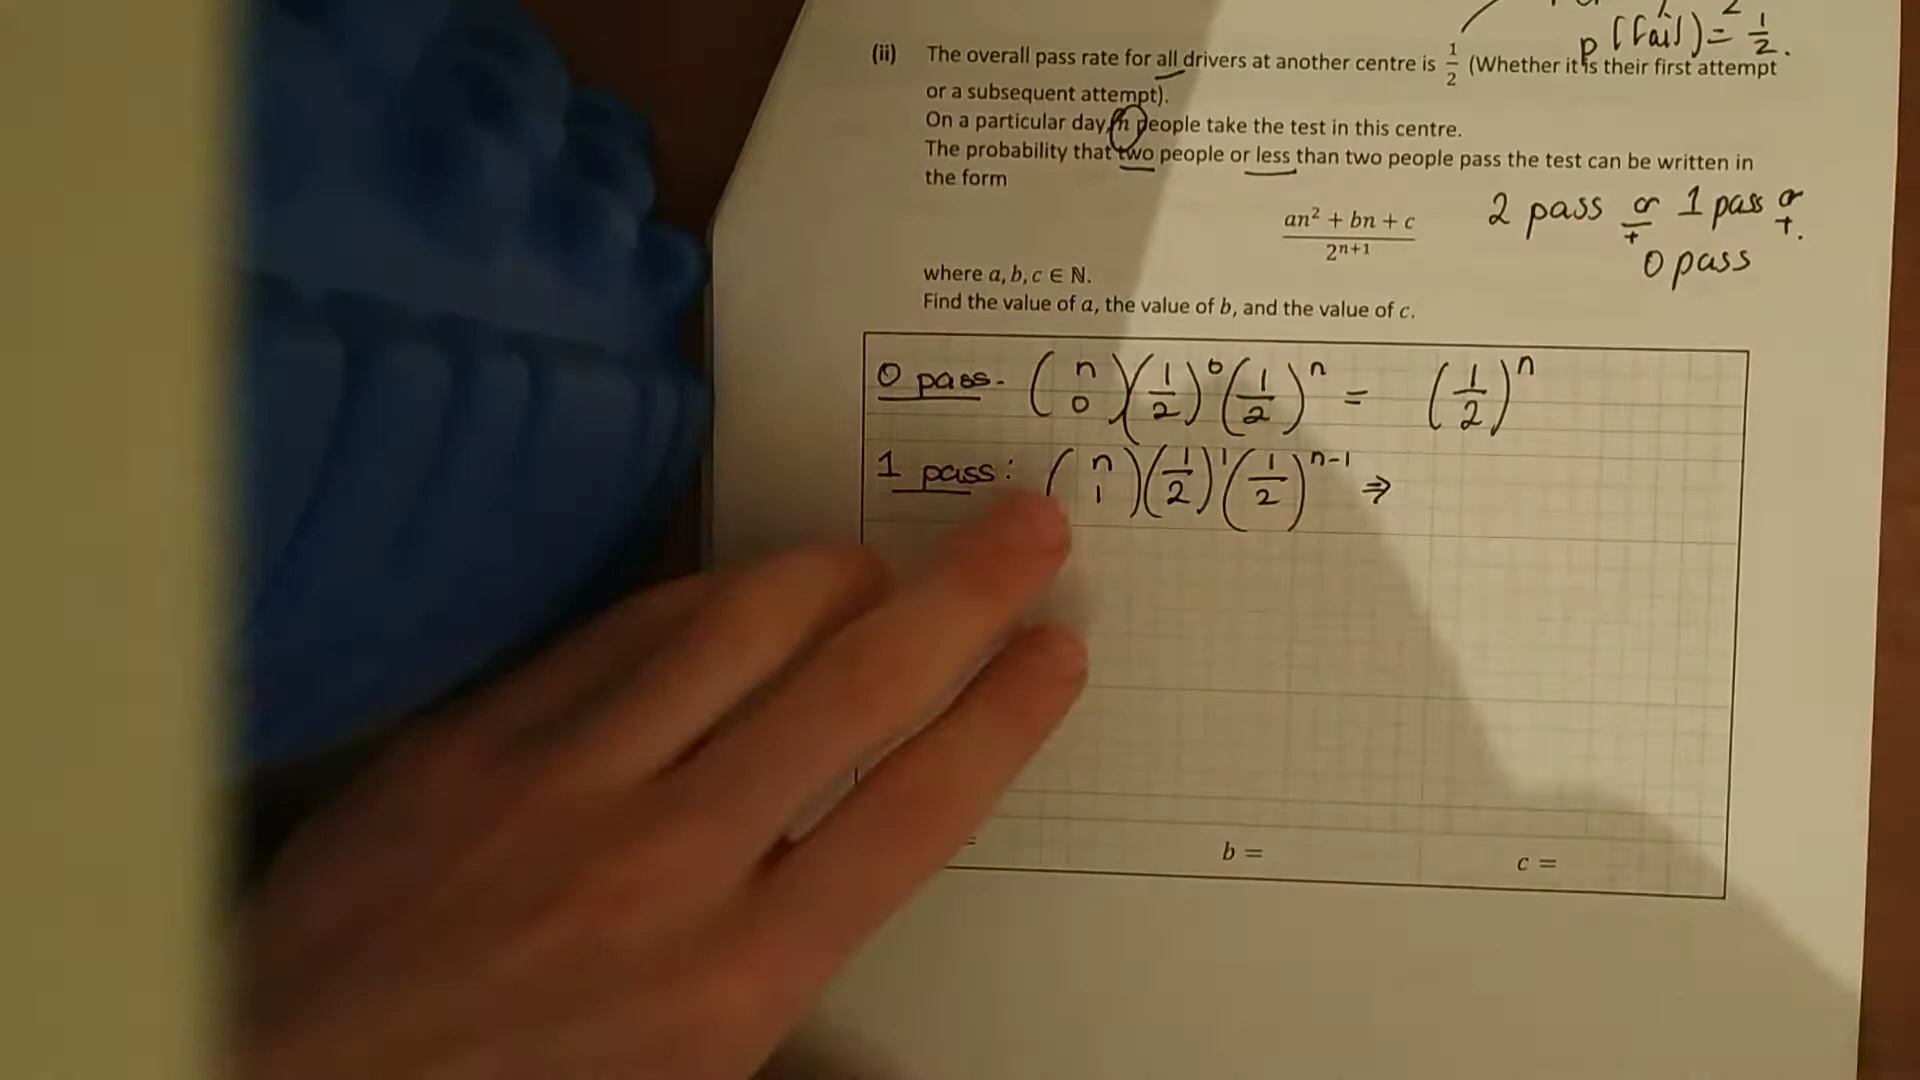 P(Fail) = 1/2.
(ii) The overall pass rate for all drivers at another centre is 1/2 (Whether it is their first attempt
or a subsequent attempt).
On a particular day, n people take the test in this centre.
The probability that two people or less than two people pass the test can be written in
the form
(an² + bn + c)/2ⁿ⁺¹
2 pass or 1 pass or
+ +.
0 pass
where a, b, c ∈ ℕ.
Find the value of a, the value of b, and the value of c.
0 pass. (n 0)(1/2)⁰(1/2)ⁿ = (1/2)ⁿ
1 pass: (n 1)(1/2)¹(1/2)ⁿ⁻¹ ⇒
= b = c =